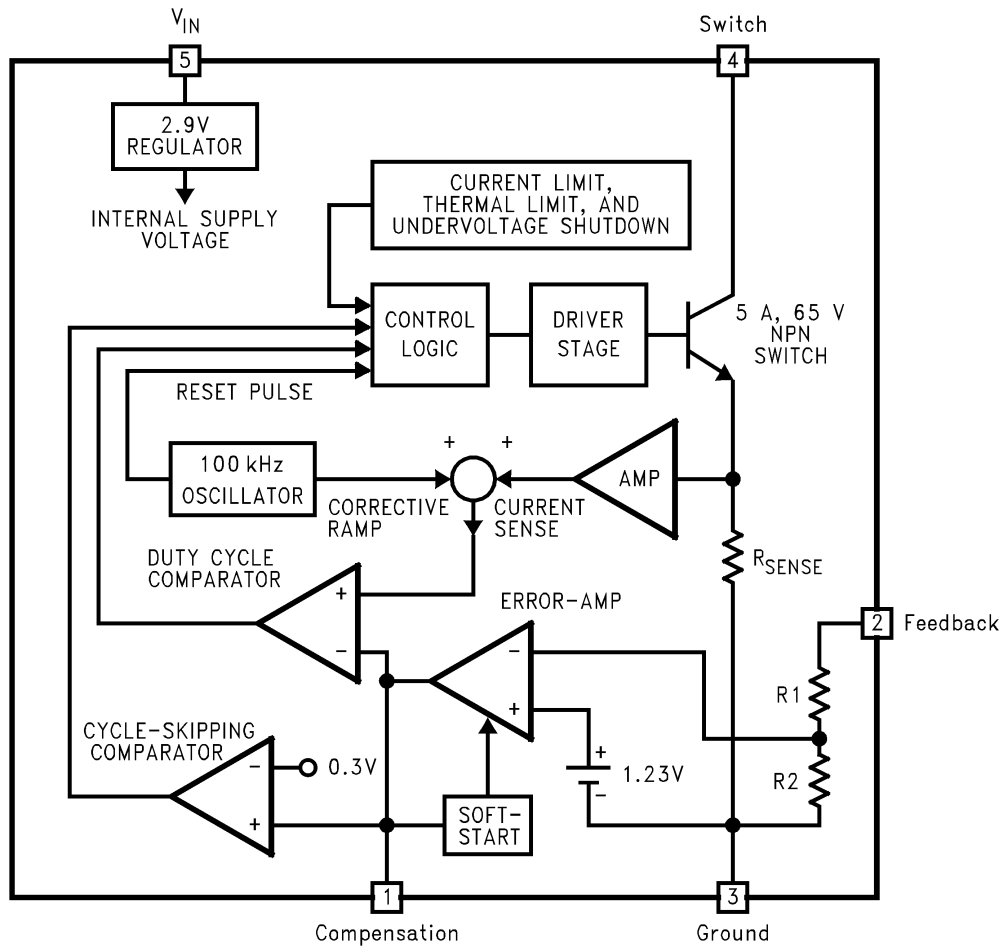 VIN
Switch
5
4
2.9V
REGULATOR
INTERNAL SUPPLY
VOLTAGE
CURRENT LIMIT,
THERMAL LIMIT, AND
UNDERVOLTAGE SHUTDOWN
CONTROL
LOGIC
DRIVER
STAGE
5 A, 65 V
NPN
SWITCH
RESET PULSE
100 kHz
OSCILLATOR
+
+
AMP
CORRECTIVE
RAMP
CURRENT
SENSE
RSENSE
DUTY CYCLE
COMPARATOR
+
−
ERROR-AMP
−
+
2
Feedback
R1
R2
CYCLE-SKIPPING
COMPARATOR
−
+
0.3V
+
−
1.23V
SOFT-
START
1
3
Compensation
Ground